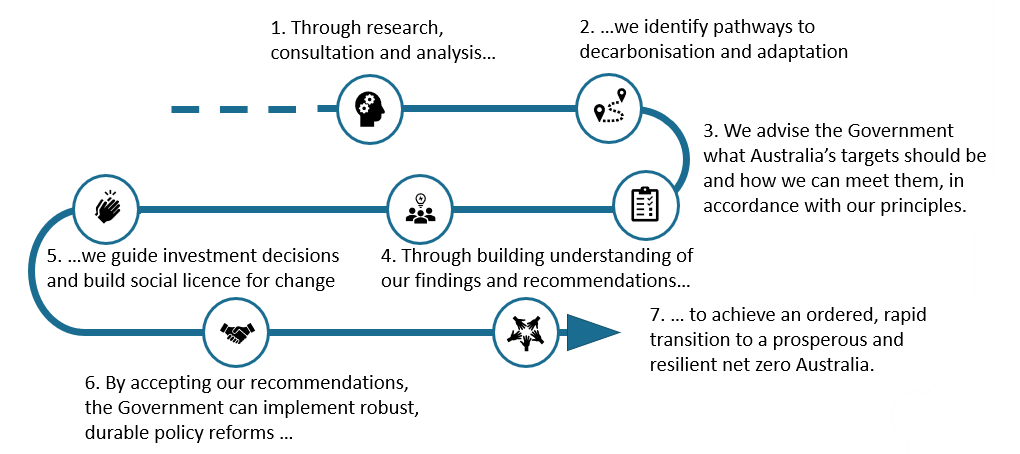 1. Through research,
consultation and analysis...
2. ...we identify pathways to
decarbonisation and adaptation
3. We advise the Government
what Australia's targets should be
and how we can meet them, in
accordance with our principles.
4. Through building understanding of
our findings and recommendations...
5. ...we guide investment decisions
and build social licence for change
6. By accepting our recommendations,
the Government can implement robust,
durable policy reforms ...
7. ... to achieve an ordered, rapid
transition to a prosperous and
resilient net zero Australia.